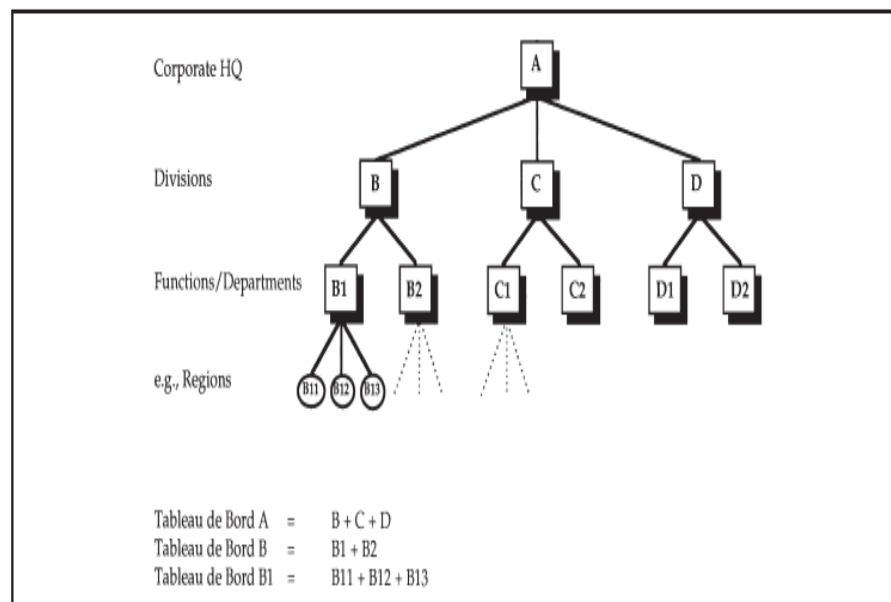 Corporate HQ A
Divisions B C D
Functions/Departments B1 B2 C1 C2 D1 D2
e.g., Regions B11 B12 B13
Tableau de Bord A = B + C + D
Tableau de Bord B = B1 + B2
Tableau de Bord B1 = B11 + B12 + B13